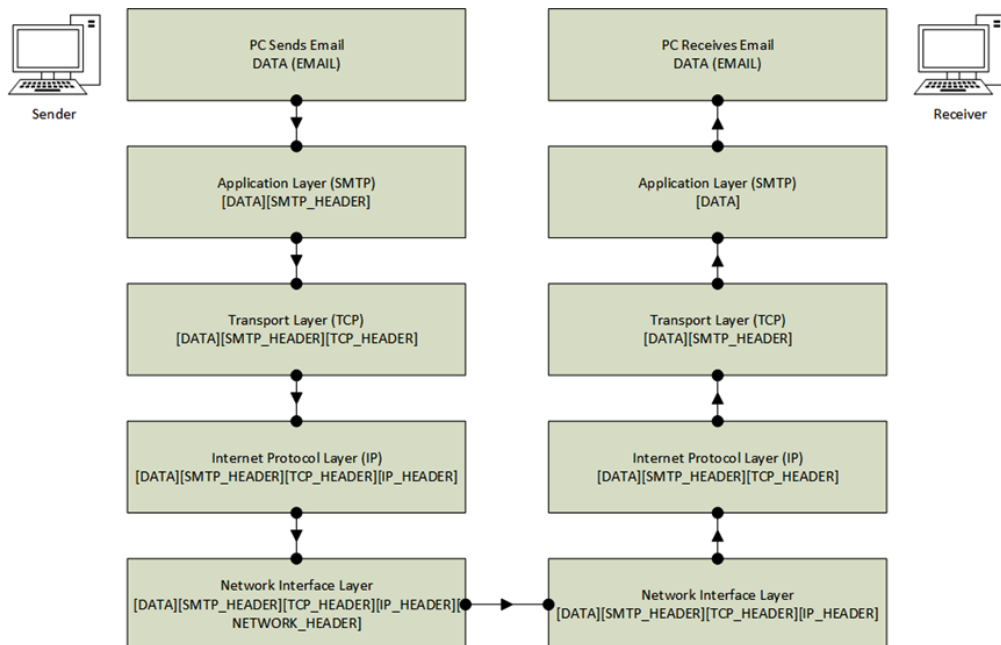 PC Sends Email
DATA (EMAIL)
PC Receives Email
DATA (EMAIL)
Sender
Receiver
Application Layer (SMTP)
[DATA][SMTP_HEADER]
Application Layer (SMTP)
[DATA]
Transport Layer (TCP)
[DATA][SMTP_HEADER][TCP_HEADER]
Transport Layer (TCP)
[DATA][SMTP_HEADER]
Internet Protocol Layer (IP)
[DATA][SMTP_HEADER][TCP_HEADER][IP_HEADER]
Internet Protocol Layer (IP)
[DATA][SMTP_HEADER][TCP_HEADER]
Network Interface Layer
[DATA][SMTP_HEADER][TCP_HEADER][IP_HEADER][
NETWORK_HEADER]
Network Interface Layer
[DATA][SMTP_HEADER][TCP_HEADER][IP_HEADER]